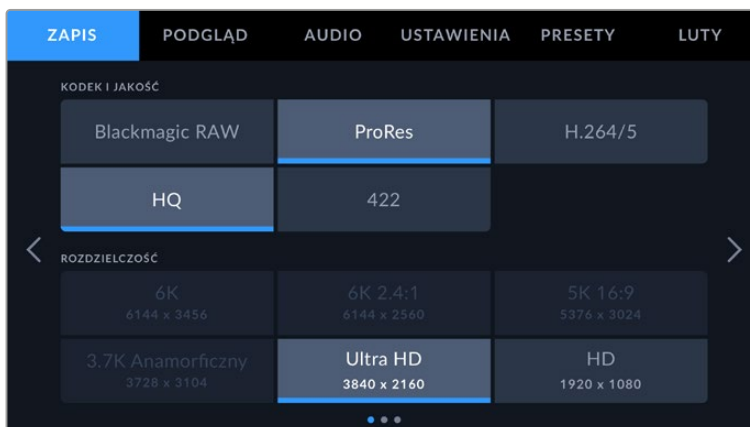 ZAPIS PODGLĄD AUDIO USTAWIENIA PRESETY LUTY
KODEK I JAKOŚĆ
Blackmagic RAW ProRes H.264/5
HQ 422
ROZDZIELCZOŚĆ
6K 6K 2.4:1 5K 16:9
6144 x 3456 6144 x 2560 5376 x 3024
3.7K Anamorficzny Ultra HD HD
3728 x 3104 3840 x 2160 1920 x 1080